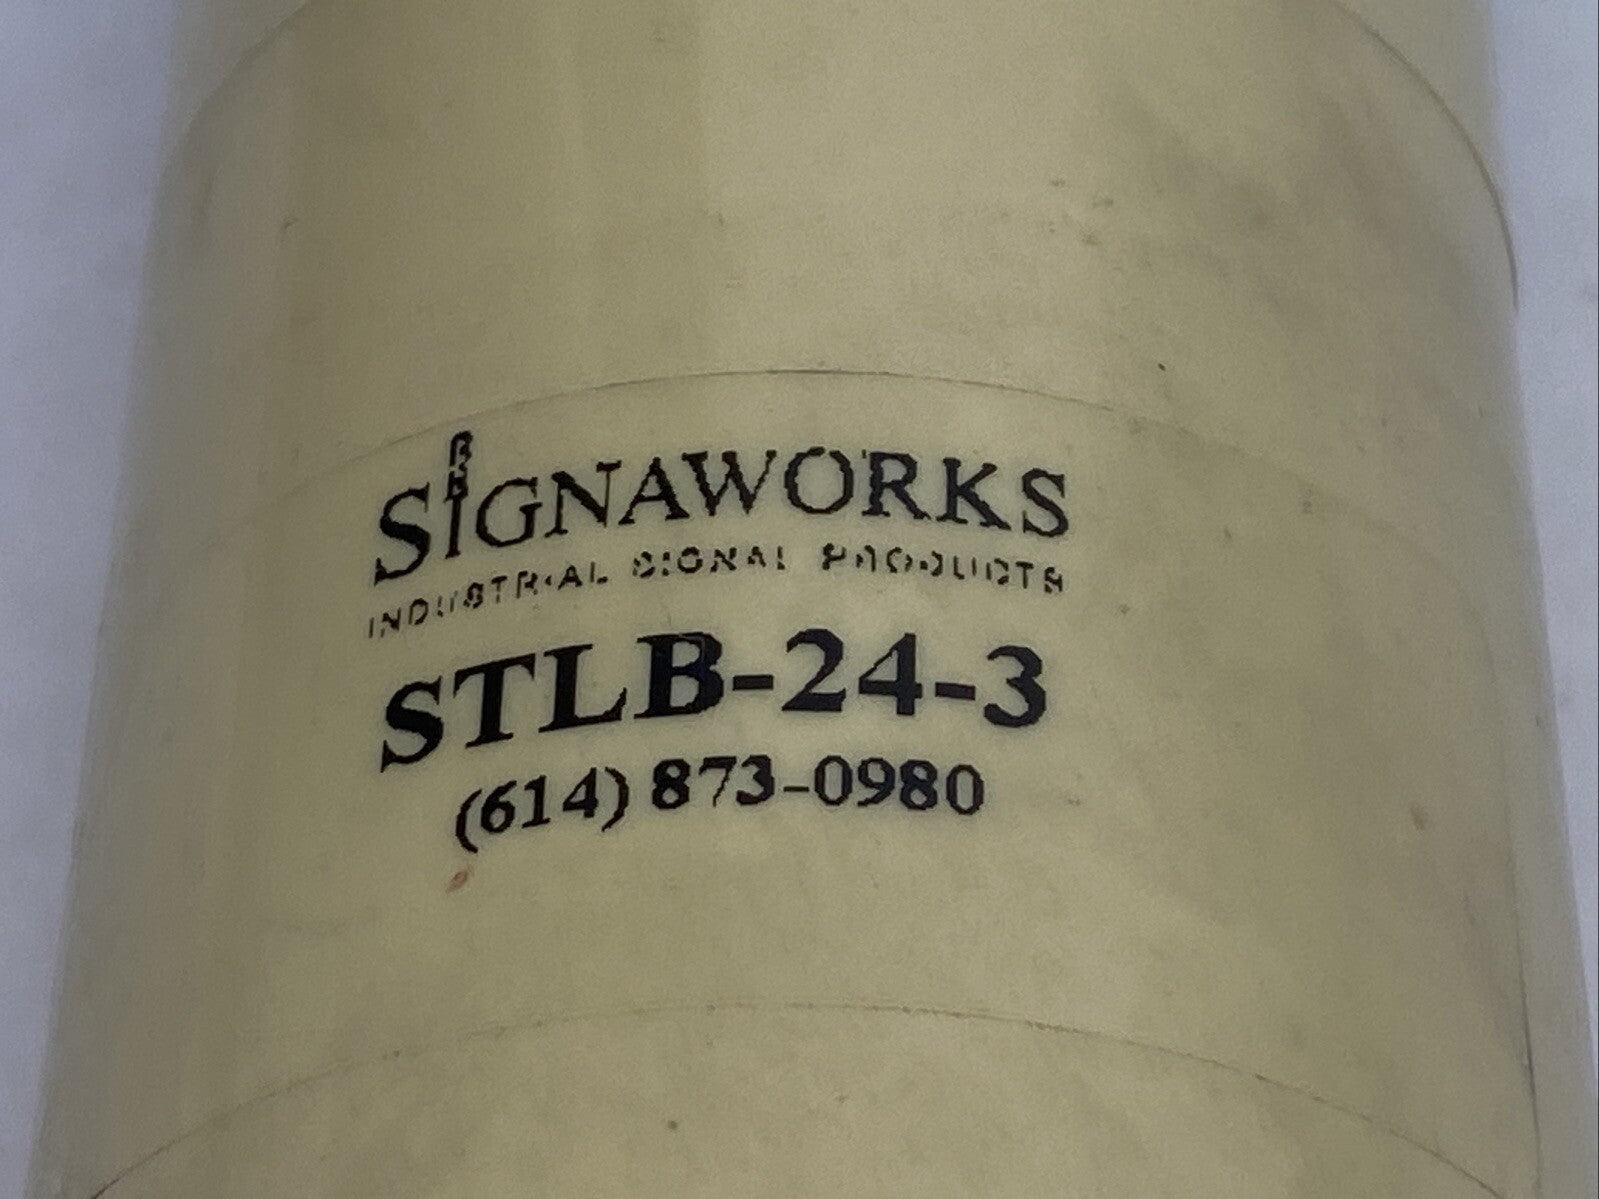 SIGNAWORKS
INDUSTRIAL SIGNAL PRODUCTS
STLB-24-3
(614) 873-0980